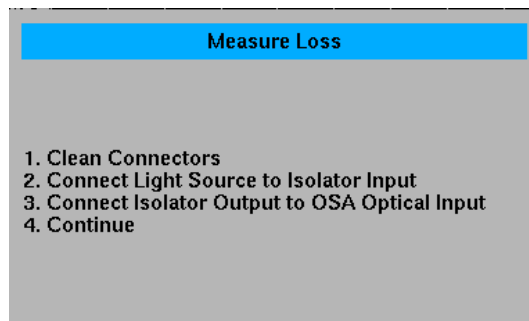 Measure Loss
1. Clean Connectors
2. Connect Light Source to Isolator Input
3. Connect Isolator Output to OSA Optical Input
4. Continue